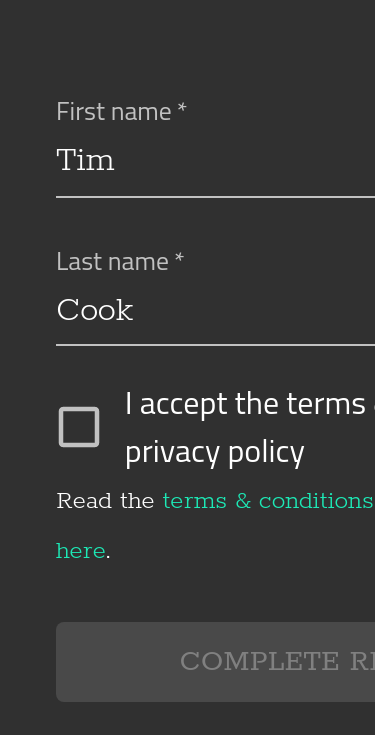 First name *
Tim
Last name *
Cook
I accept the terms
privacy policy
Read the terms & conditions
here.
COMPLETE